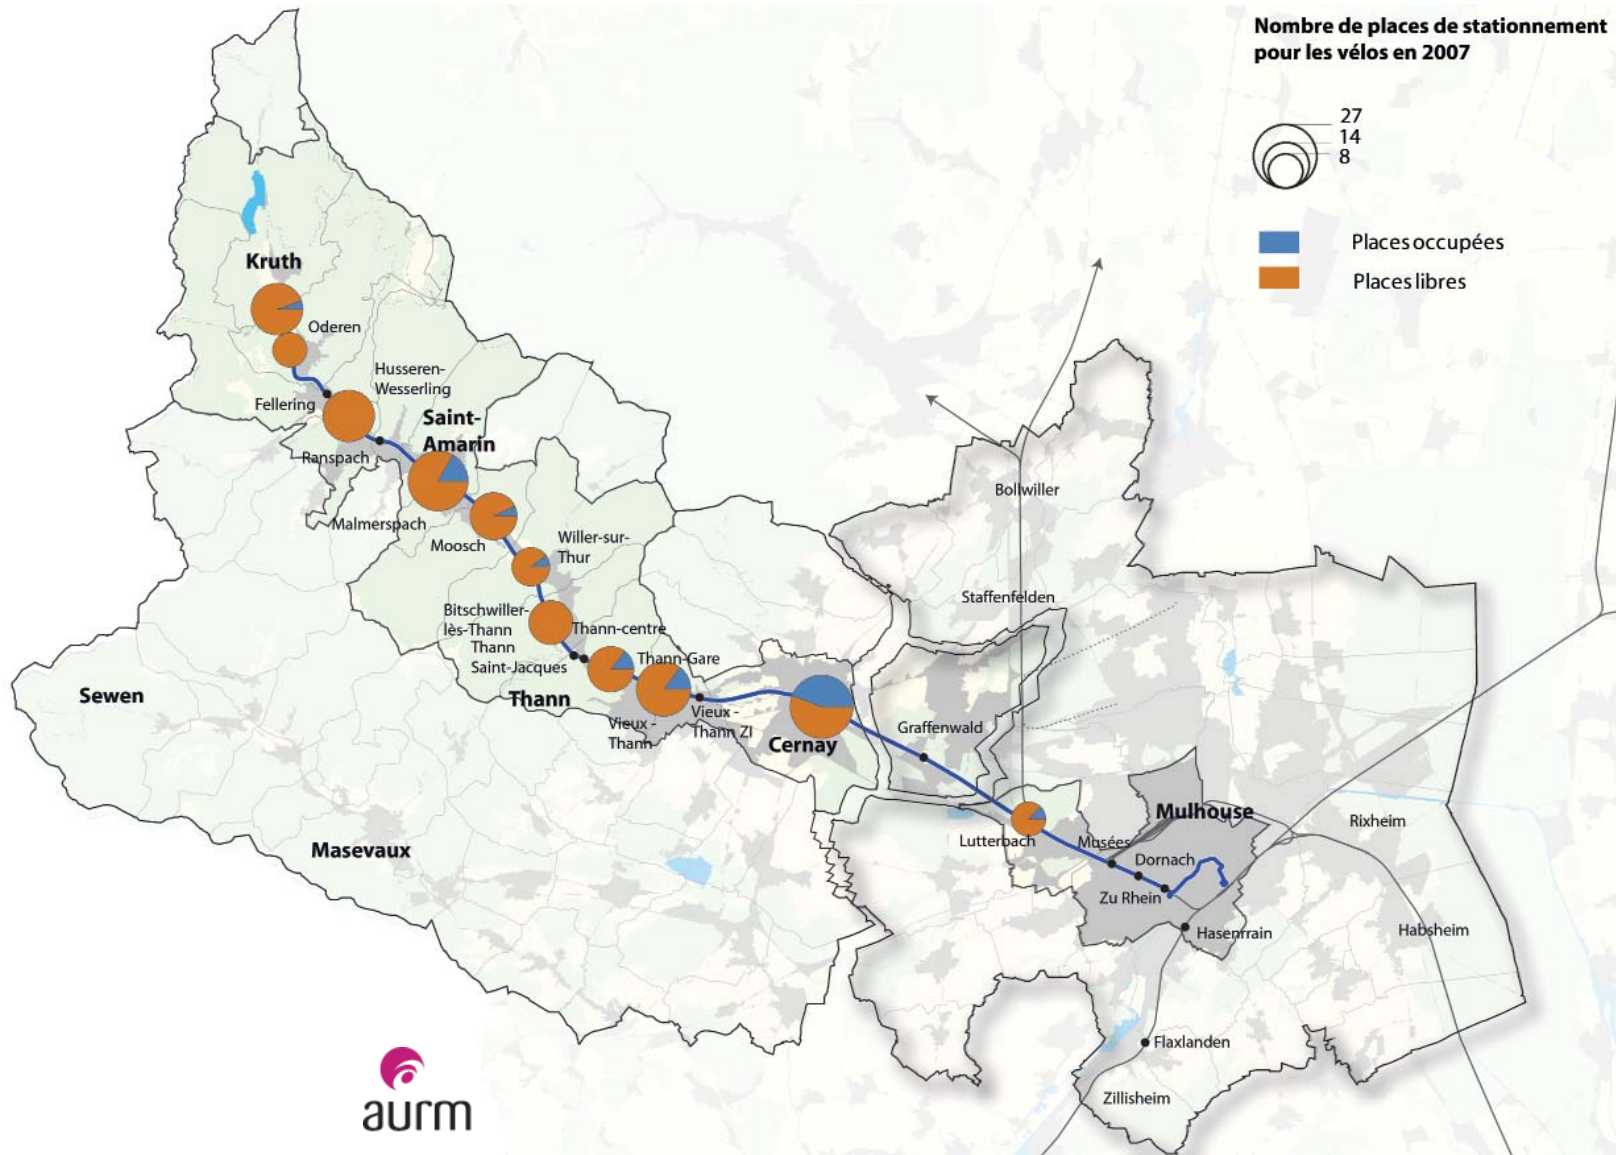 Nombre de places de stationnement
pour les vélos en 2007
27
14
8
Places occupées
Places libres
Kruth
Oderen
Husseren-
Wesserling
Fellering
Saint-
Amarin
Ranspach
Malmerspach
Moosch
Willer-sur-
Thur
Bitschwiller-
lès-Thann
Thann-centre
Thann
Saint-Jacques
Thann-Gare
Thann
Vieux -
Thann
Vieux -
Thann ZI
Cernay
Sewen
Masevaux
Bollwiller
Staffenfelden
Graffenwald
Lutterbach
Musées
Mulhouse
Dornach
Zu Rhein
Hasenrrain
Rixheim
Habsheim
Flaxlanden
Zillisheim
aurm